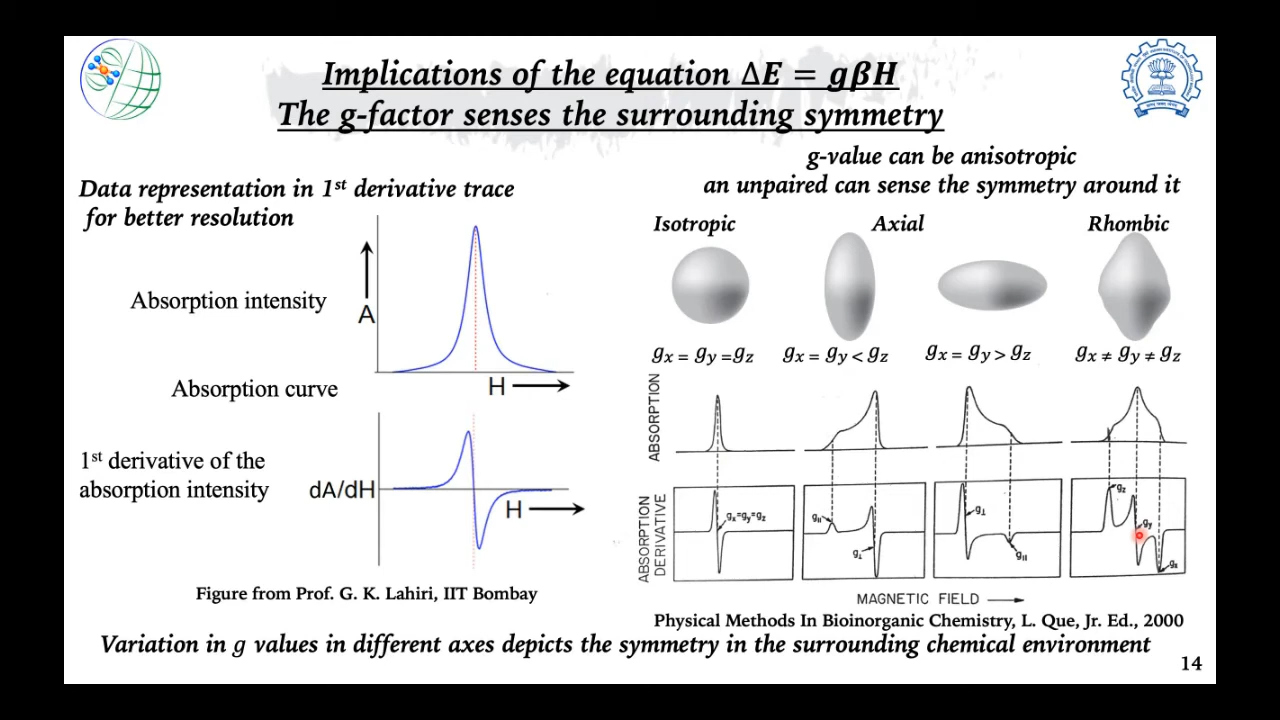 Implications of the equation ΔE = gβH
The g-factor senses the surrounding symmetry
Data representation in 1st derivative trace
for better resolution
Absorption intensity
A
H
Absorption curve
1st derivative of the
absorption intensity
dA/dH
H
Figure from Prof. G. K. Lahiri, IIT Bombay
g-value can be anisotropic
an unpaired can sense the symmetry around it
Isotropic Axial Rhombic
gx = gy =gz gx = gy < gz gx = gy > gz gx ≠ gy ≠ gz
ABSORPTION
ABSORPTION
DERIVATIVE
gx=gy=gz
g||
g⊥
g⊥
g||
gz
gy
gx
MAGNETIC FIELD
Physical Methods In Bioinorganic Chemistry, L. Que, Jr. Ed., 2000
Variation in g values in different axes depicts the symmetry in the surrounding chemical environment
14